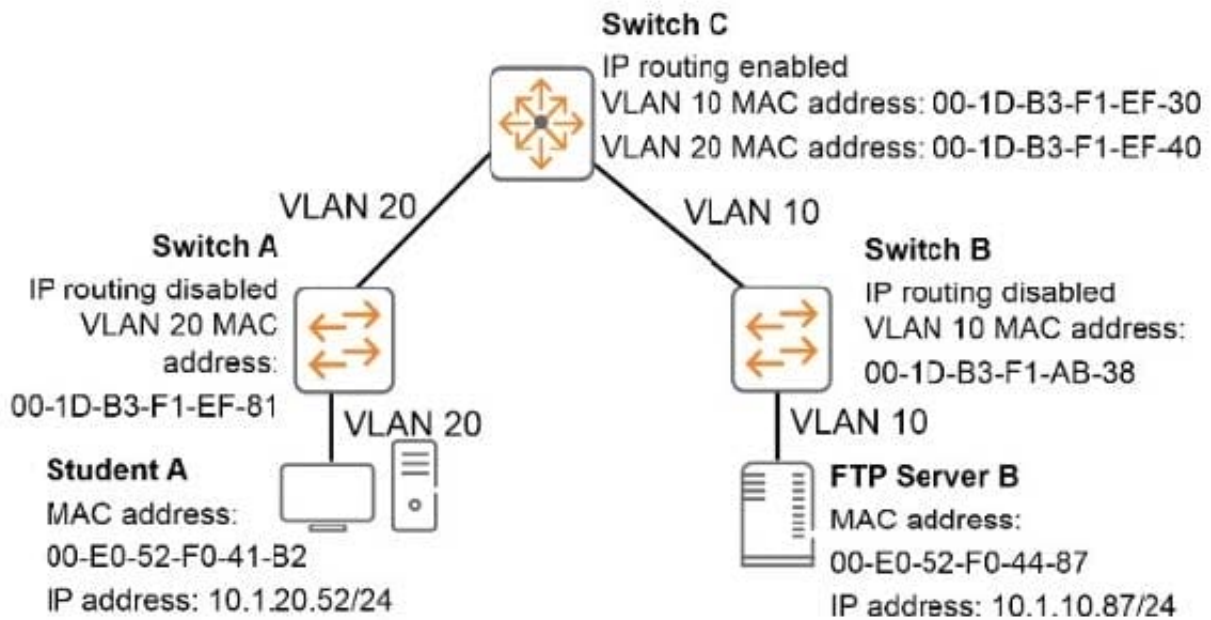 Switch C
IP routing enabled
VLAN 10 MAC address: 00-1D-B3-F1-EF-30
VLAN 20 MAC address: 00-1D-B3-F1-EF-40
VLAN 20
VLAN 10
Switch A
IP routing disabled
VLAN 20 MAC
address:
00-1D-B3-F1-EF-81
Switch B
IP routing disabled
VLAN 10 MAC address:
00-1D-B3-F1-AB-38
VLAN 20
VLAN 10
Student A
MAC address:
00-E0-52-F0-41-B2
IP address: 10.1.20.52/24
FTP Server B
MAC address:
00-E0-52-F0-44-87
IP address: 10.1.10.87/24